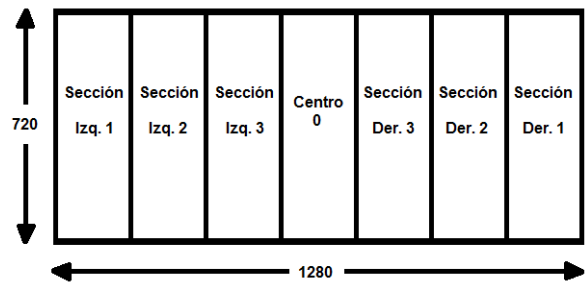 720
Sección
Izq. 1
Sección
Izq. 2
Sección
Izq. 3
Centro
0
Sección
Der. 3
Sección
Der. 2
Sección
Der. 1
1280